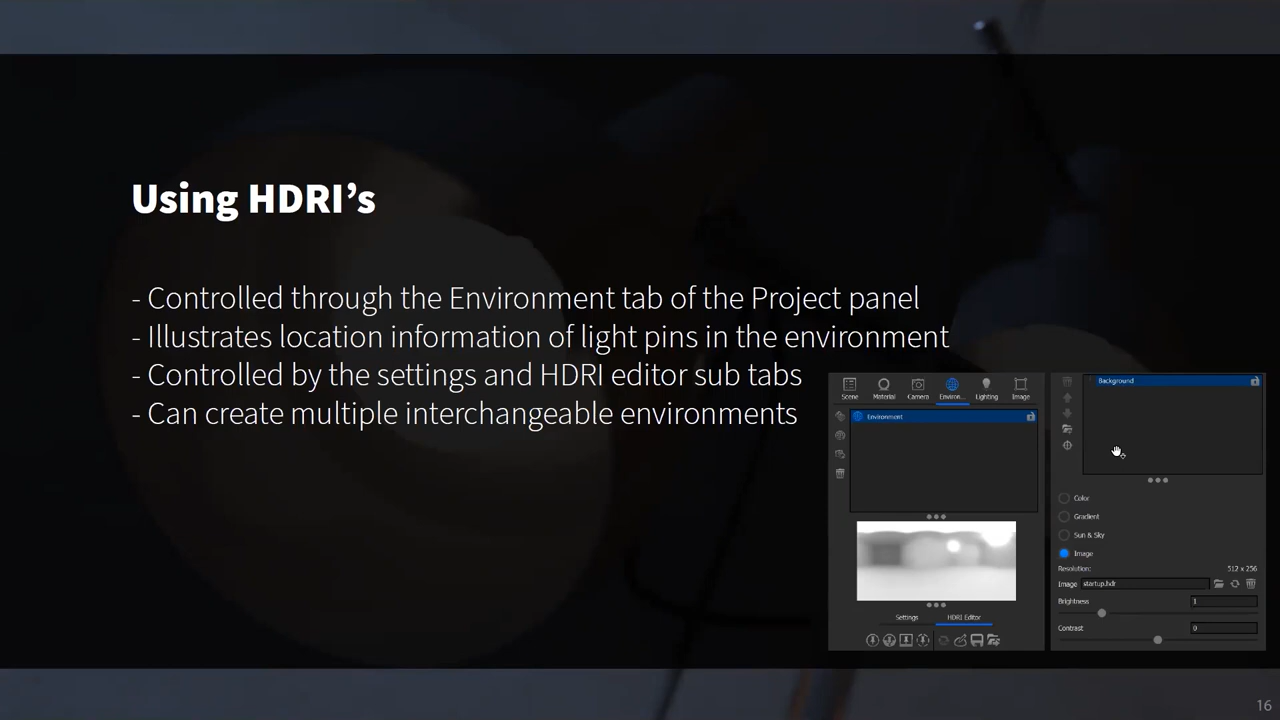 Using HDRI’s
- Controlled through the Environment tab of the Project panel
- Illustrates location information of light pins in the environment
- Controlled by the settings and HDRI editor sub tabs
- Can create multiple interchangeable environments
Scene Material Camera Environ... Lighting Image
Environment
Settings HDRI Editor
Background
Color
Gradient
Sun & Sky
Image
Resolution: 512 x 256
Image startup.hdr
Brightness 1
Contrast 0
16